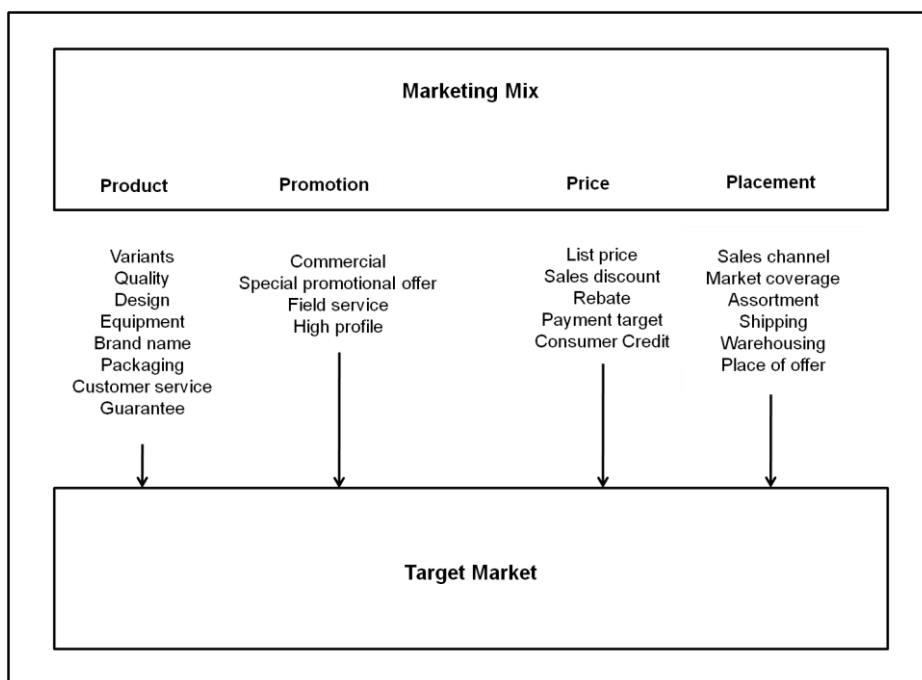 Marketing Mix
Product
Promotion
Price
Placement
Variants
Quality
Design
Equipment
Brand name
Packaging
Customer service
Guarantee
Commercial
Special promotional offer
Field service
High profile
List price
Sales discount
Rebate
Payment target
Consumer Credit
Sales channel
Market coverage
Assortment
Shipping
Warehousing
Place of offer
Target Market